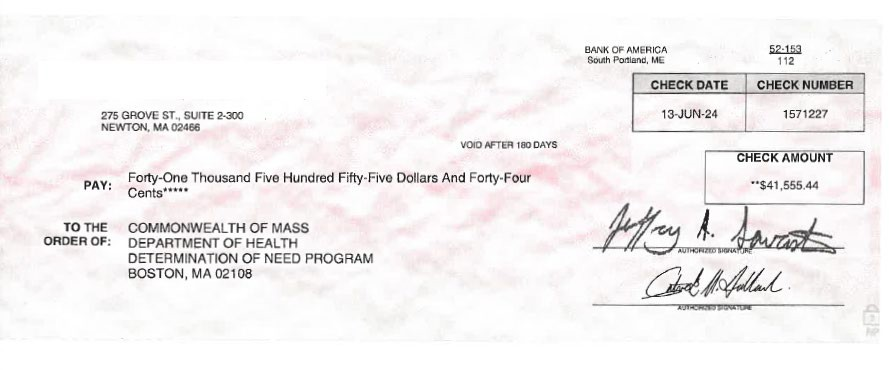 BANK OF AMERICA
South Portland, ME
52-153
112
CHECK DATE
CHECK NUMBER
13-JUN-24
1571227
275 GROVE ST., SUITE 2-300
NEWTON, MA 02466
VOID AFTER 180 DAYS
CHECK AMOUNT
**$41,555.44
PAY:
Forty-One Thousand Five Hundred Fifty-Five Dollars And Forty-Four
Cents*****
TO THE
ORDER OF:
COMMONWEALTH OF MASS
DEPARTMENT OF HEALTH
DETERMINATION OF NEED PROGRAM
BOSTON, MA 02108
Jeffry A.
AUTHORIZED SIGNATURE
AUTHORIZED SIGNATURE